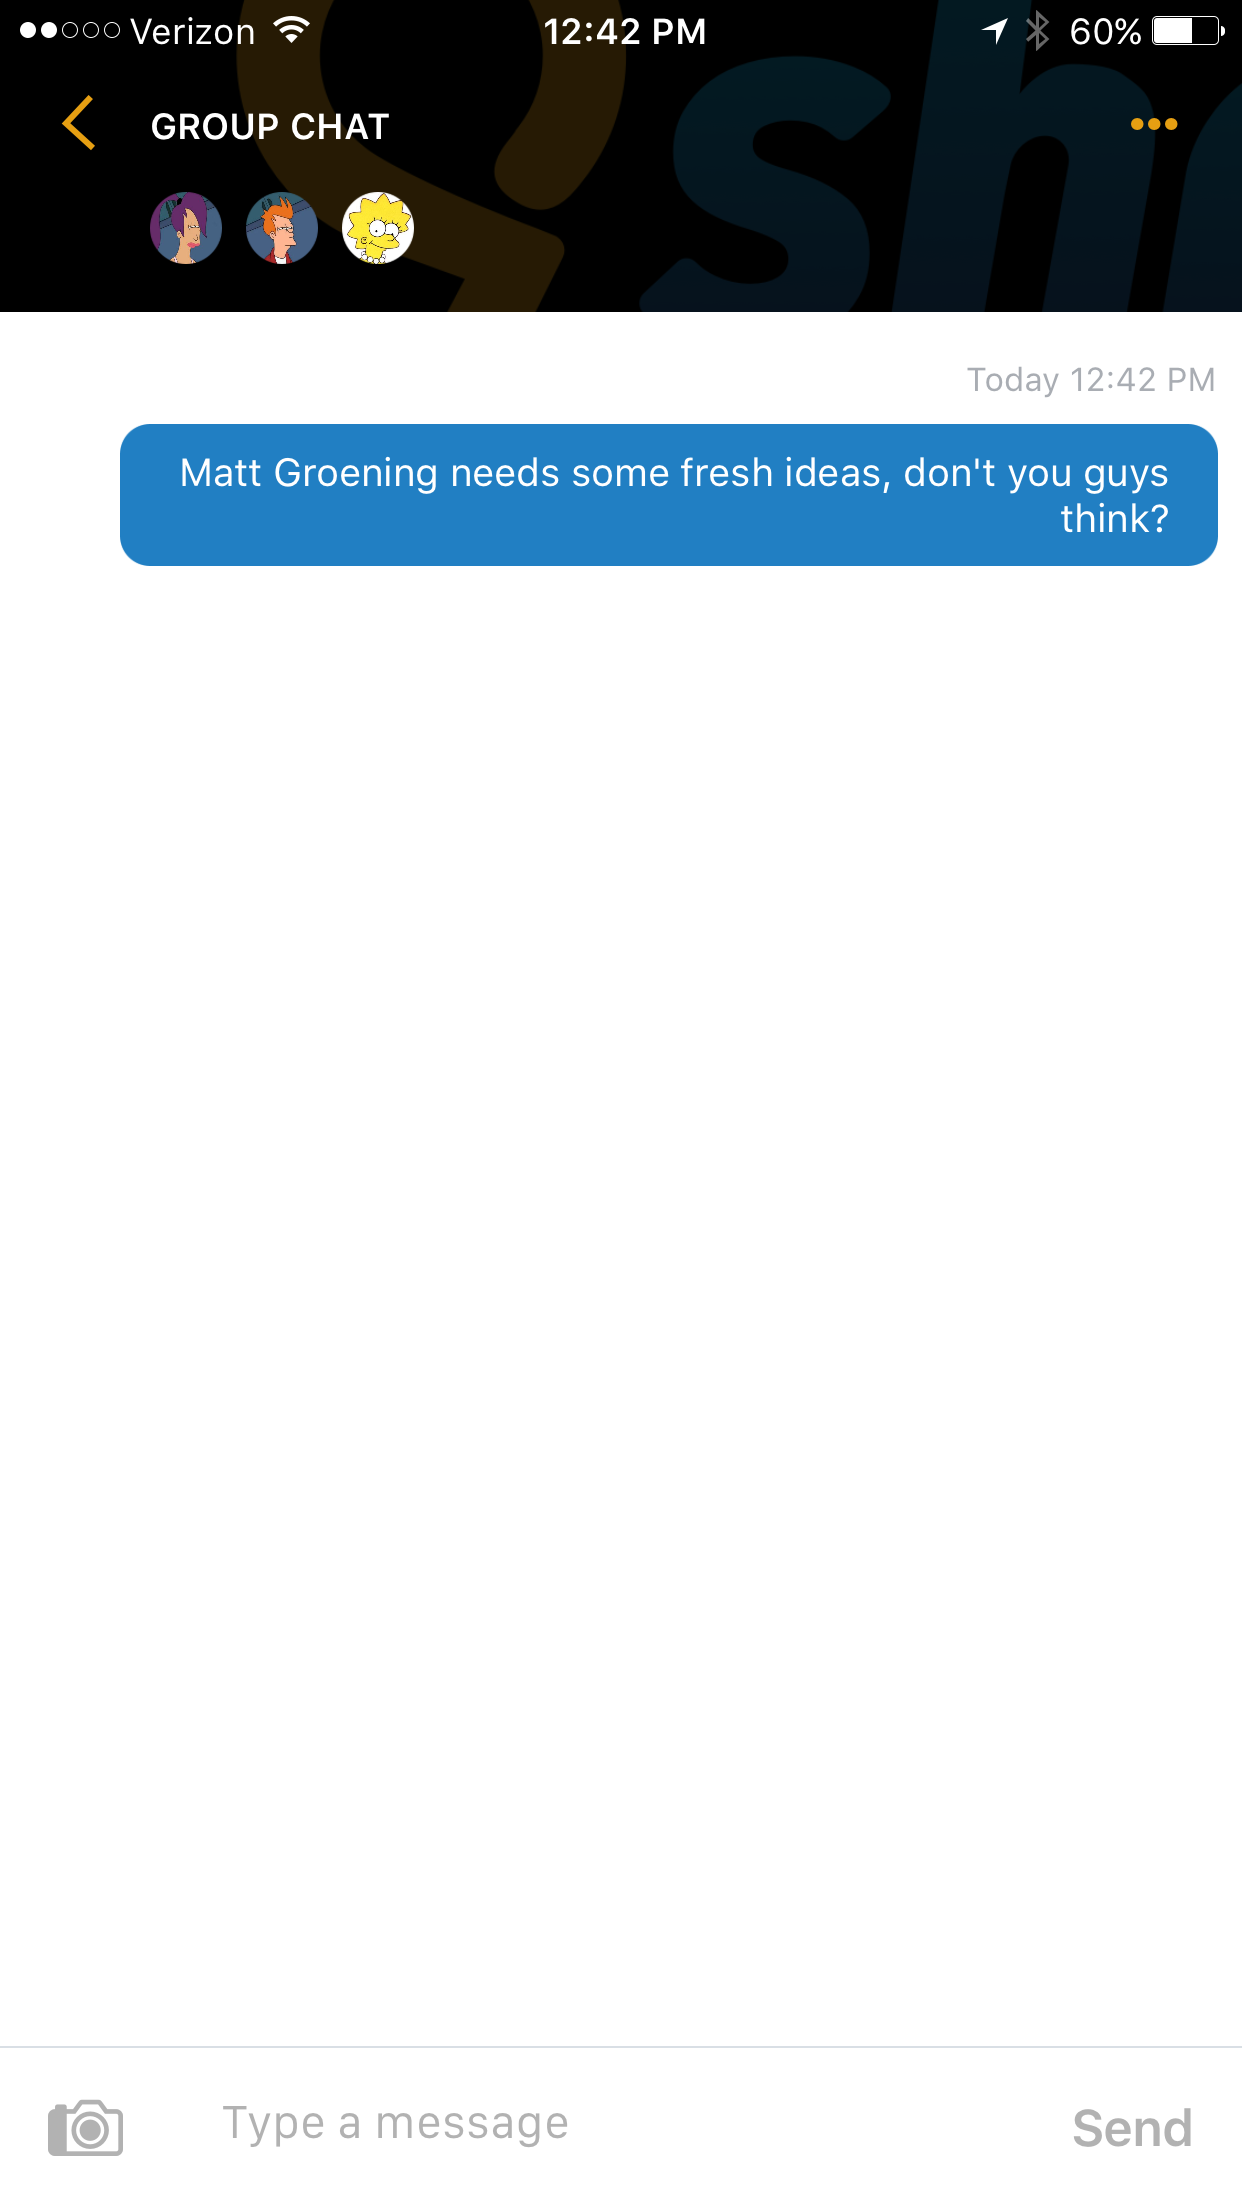 Verizon 12:42 PM 60%
GROUP CHAT
sh
Today 12:42 PM
Matt Groening needs some fresh ideas, don't you guys
think?
Type a message
Send